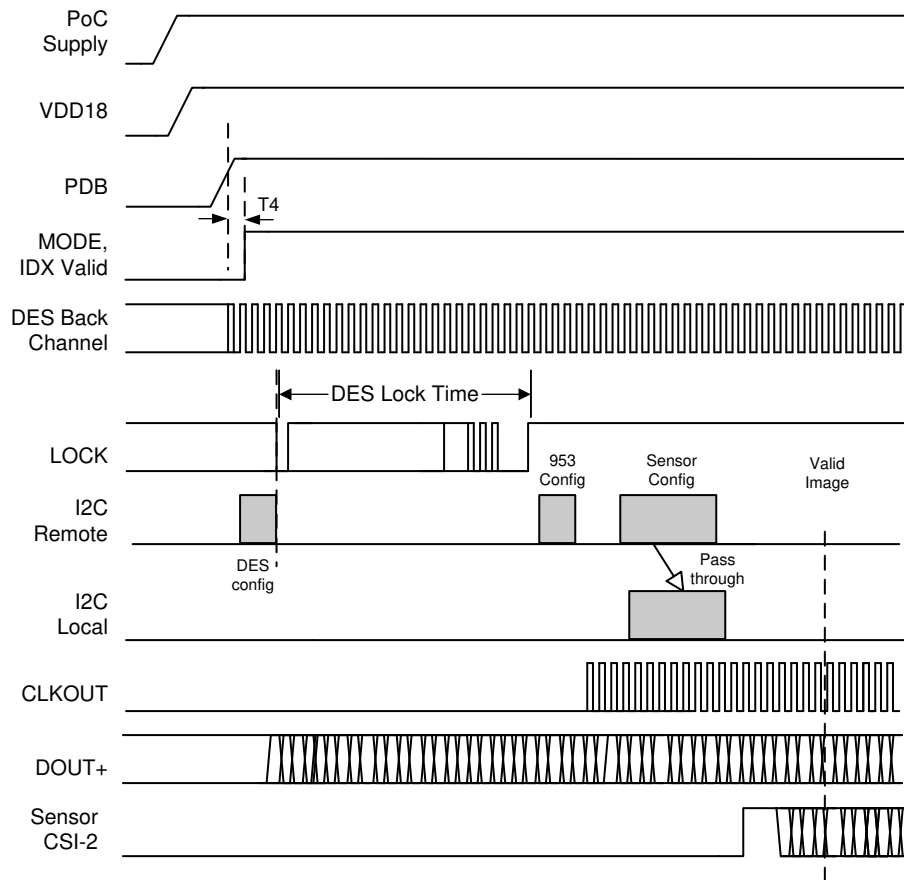 PoC
Supply
VDD18
PDB
T4
MODE,
IDX Valid
DES Back
Channel
DES Lock Time
LOCK
953
Config
Sensor
Config
Valid
Image
I2C
Remote
DES
config
Pass
through
I2C
Local
CLKOUT
DOUT+
Sensor
CSI-2